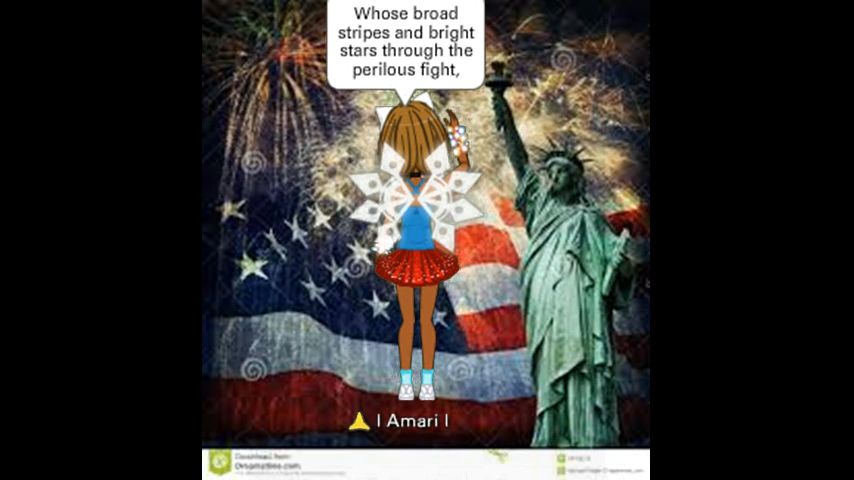 Whose broad
stripes and bright
stars through the
perilous fight,
| Amari |
Download from
Dreamstime.com